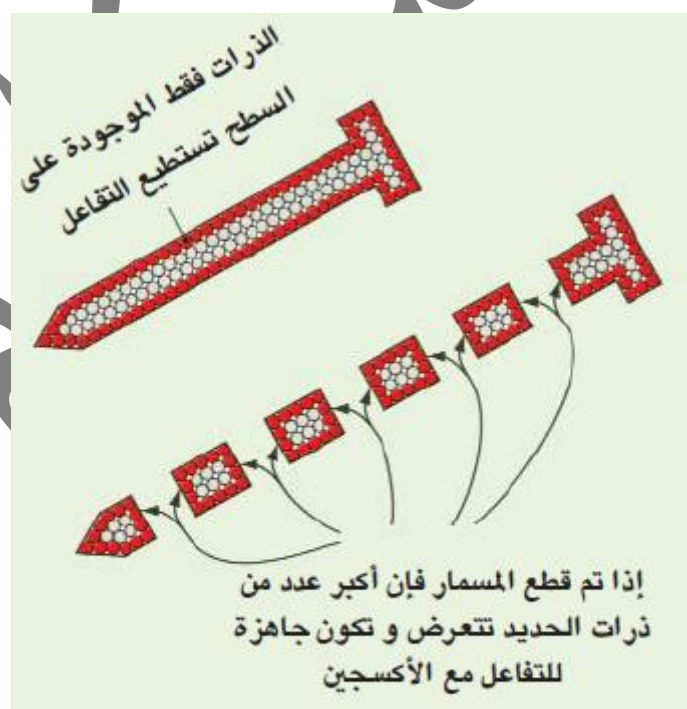 الذرات فقط الموجودة على
السطح تستطيع التفاعل
إذا تم قطع المسمار فإن أكبر عدد من
ذرات الحديد تتعرض و تكون جاهزة
للتفاعل مع الأكسجين